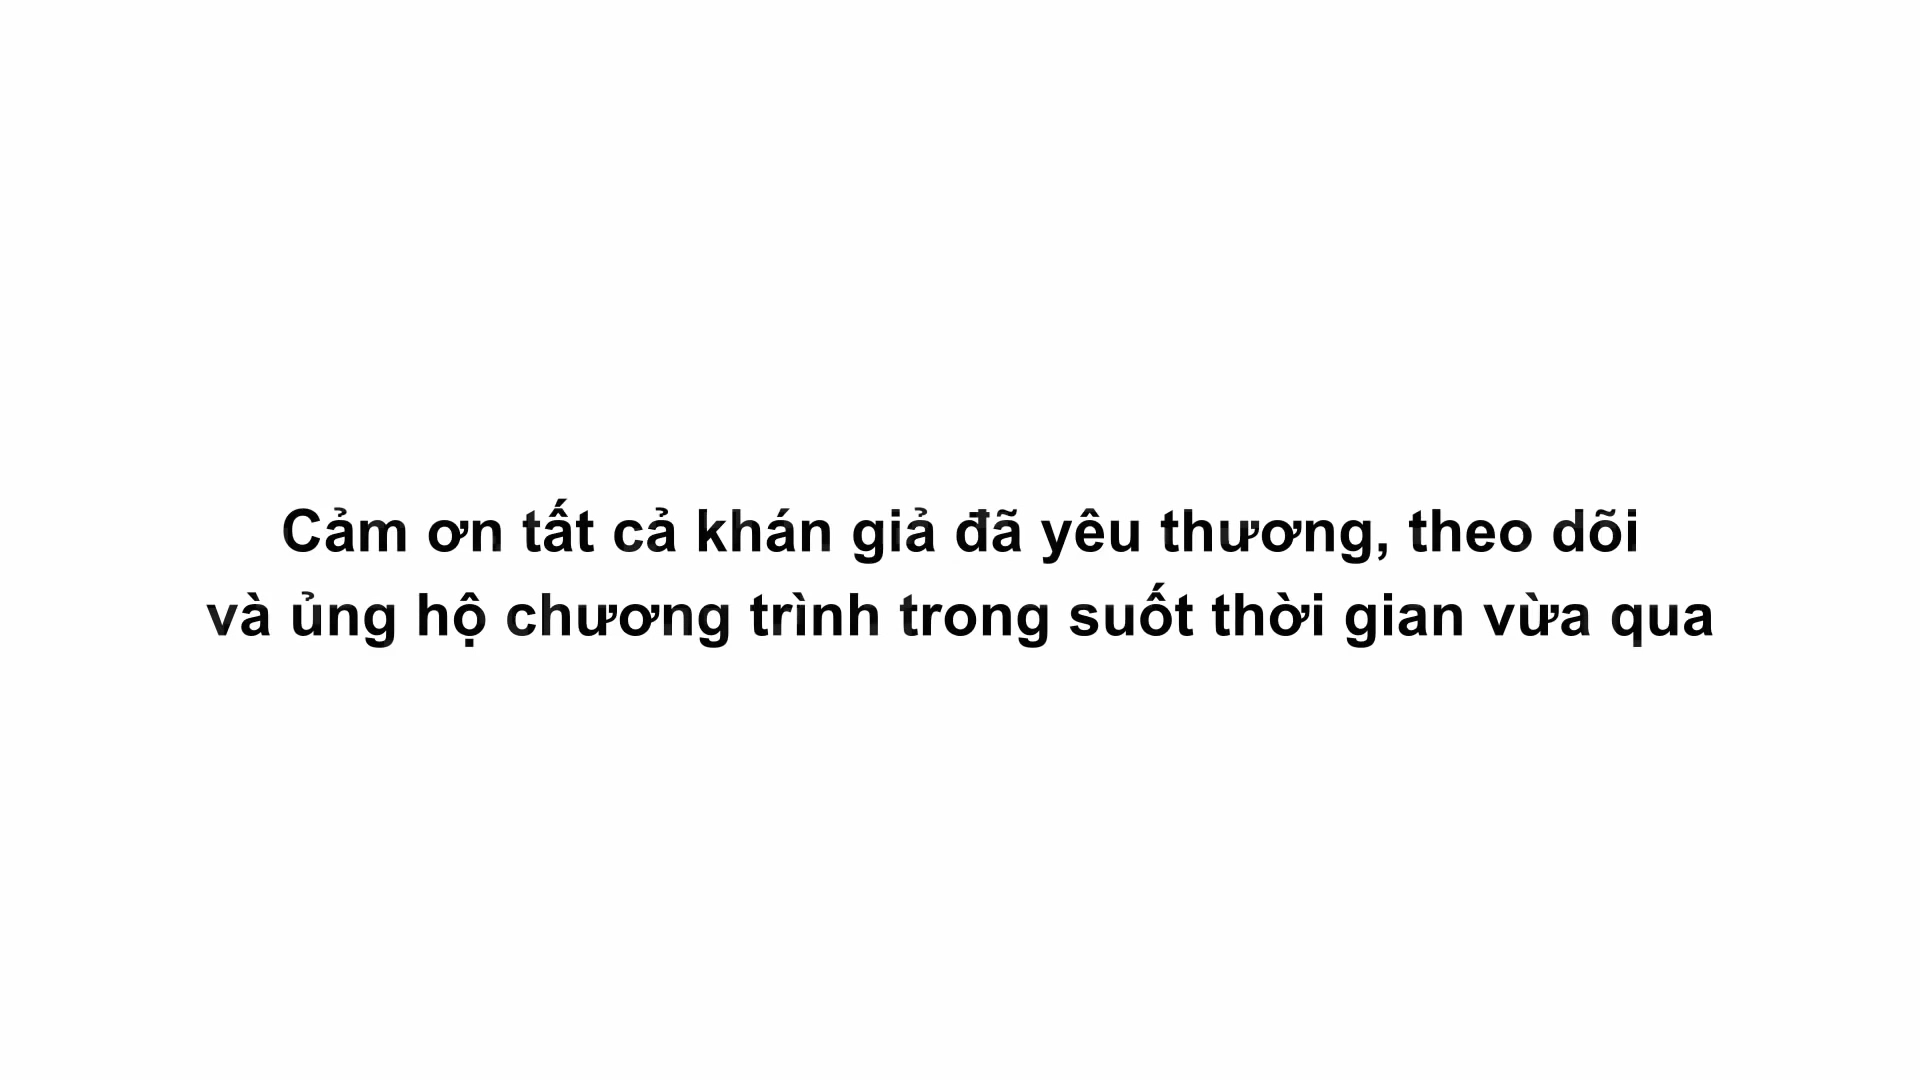 Cảm ơn tất cả khán giả đã yêu thương, theo dõi
và ủng hộ chương trình trong suốt thời gian vừa qua